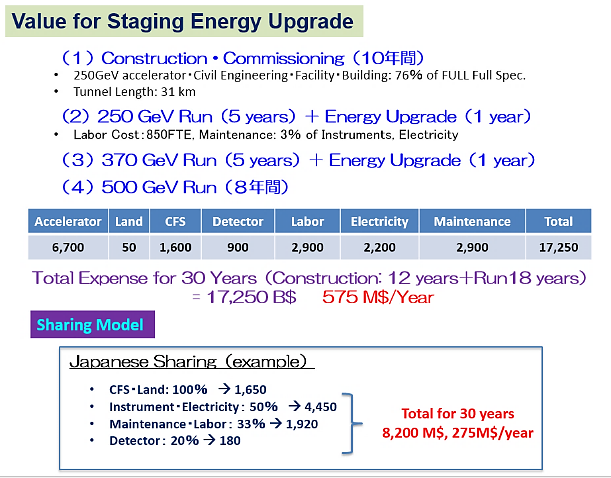 Value for Staging Energy Upgrade
（1）Construction・Commissioning（10年間）
• 250GeV accelerator・Civil Engineering・Facility・Building: 76% of FULL Full Spec.
• Tunnel Length: 31 km
（2）250 GeV Run（5 years）＋Energy Upgrade（1 year）
• Labor Cost：850FTE, Maintenance: 3% of Instruments, Electricity
（3）370 GeV Run（5 years）＋Energy Upgrade（1 year）
（4）500 GeV Run（8年間）
Accelerator Land CFS Detector Labor Electricity Maintenance Total
6,700 50 1,600 900 2,900 2,200 2,900 17,250
Total Expense for 30 Years（Construction: 12 years＋Run18 years）
= 17,250 B$ 575 M$/Year
Sharing Model
Japanese Sharing（example）
• CFS・Land: 100% → 1,650
• Instrument・Electricity： 50% → 4,450
• Maintenance・Labor： 33% → 1,920
• Detector： 20% → 180
Total for 30 years
8,200 M$, 275M$/year